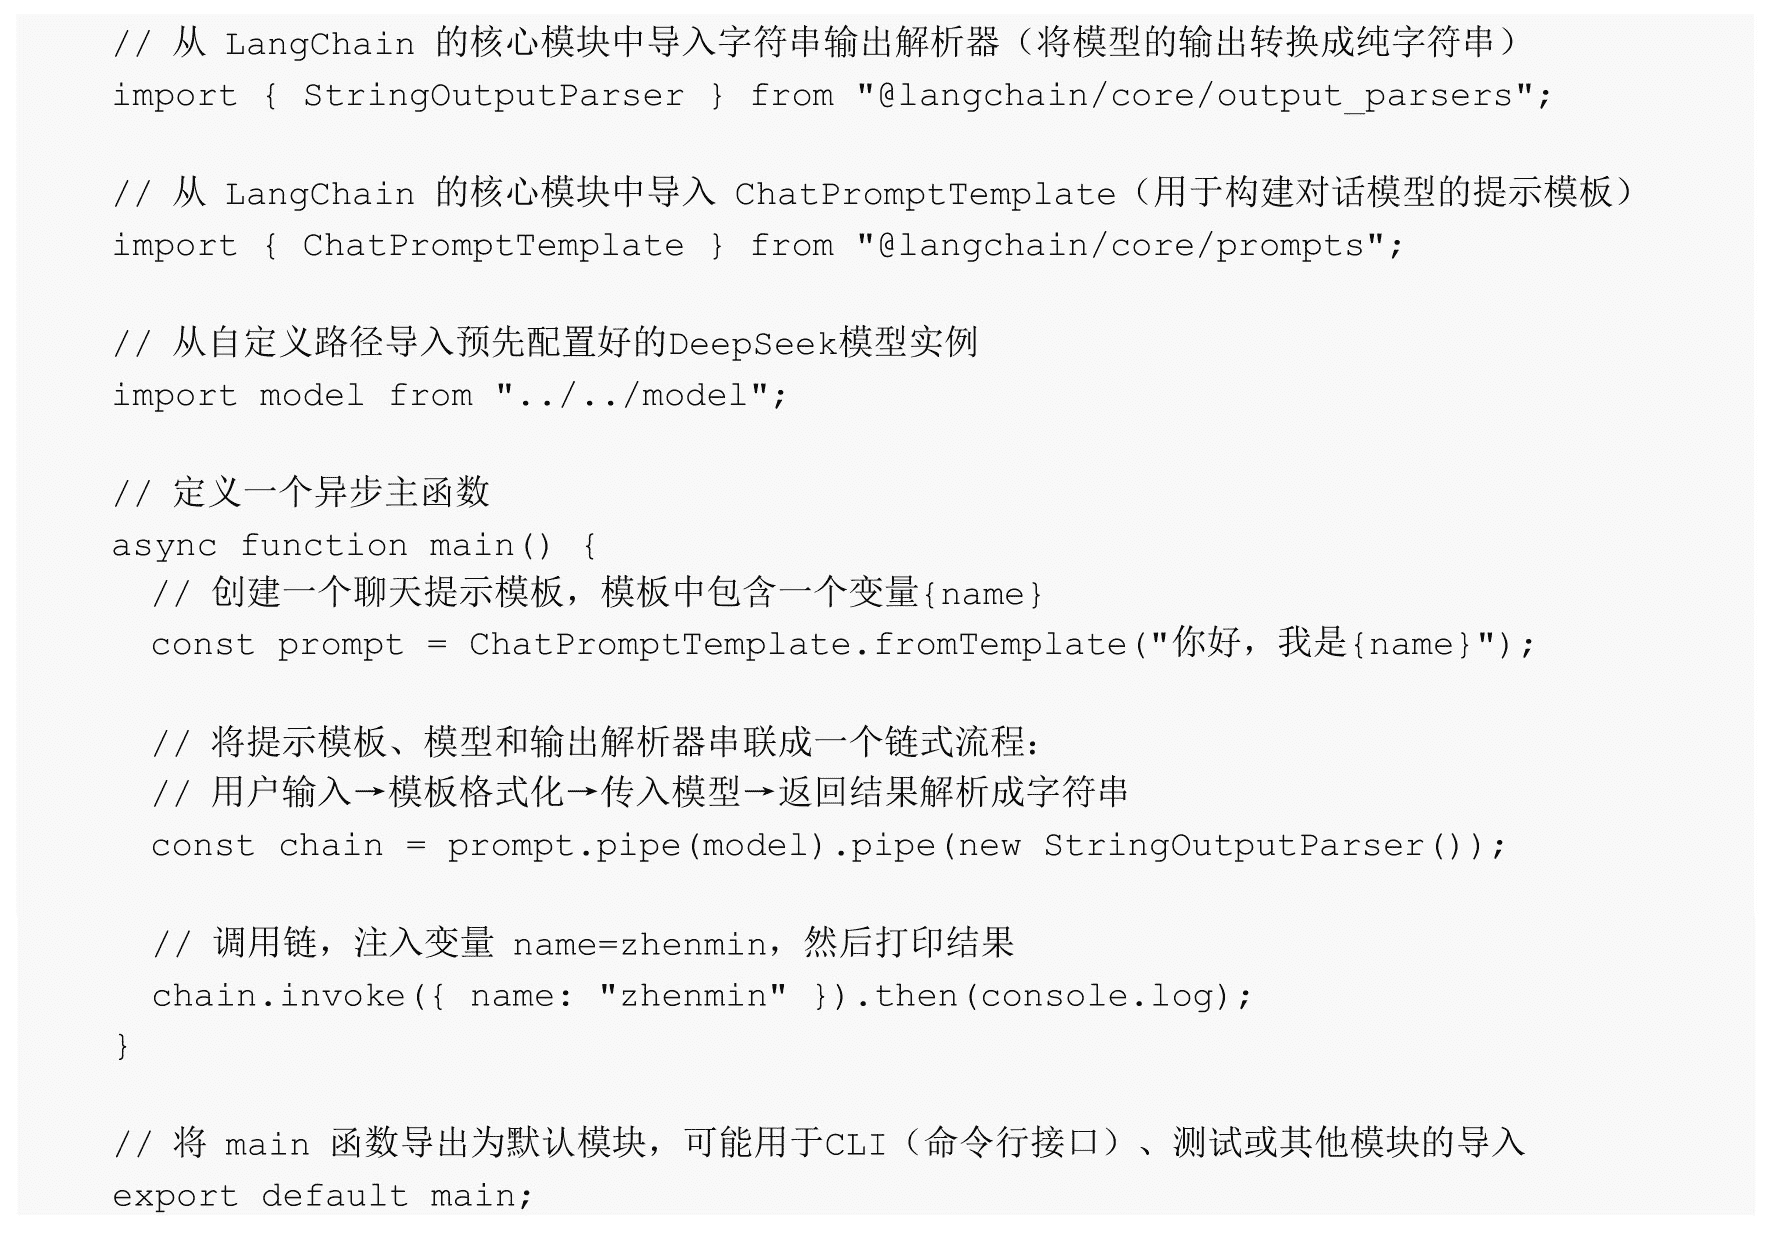 // 从 LangChain 的核心模块中导入字符串输出解析器（将模型的输出转换成纯字符串）
import { StringOutputParser } from "@langchain/core/output_parsers";
// 从 LangChain 的核心模块中导入 ChatPromptTemplate（用于构建对话模型的提示模板）
import { ChatPromptTemplate } from "@langchain/core/prompts";
// 从自定义路径导入预先配置好的DeepSeek模型实例
import model from "../../model";
// 定义一个异步主函数
async function main() {
  // 创建一个聊天提示模板，模板中包含一个变量{name}
  const prompt = ChatPromptTemplate.fromTemplate("你好，我是{name}");
  // 将提示模板、模型和输出解析器串联成一个链式流程：
  // 用户输入→模板格式化→传入模型→返回结果解析成字符串
  const chain = prompt.pipe(model).pipe(new StringOutputParser());
  // 调用链，注入变量 name=zhenmin，然后打印结果
  chain.invoke({ name: "zhenmin" }).then(console.log);
}
// 将 main 函数导出为默认模块，可能用于CLI（命令行接口）、测试或其他模块的导入
export default main;